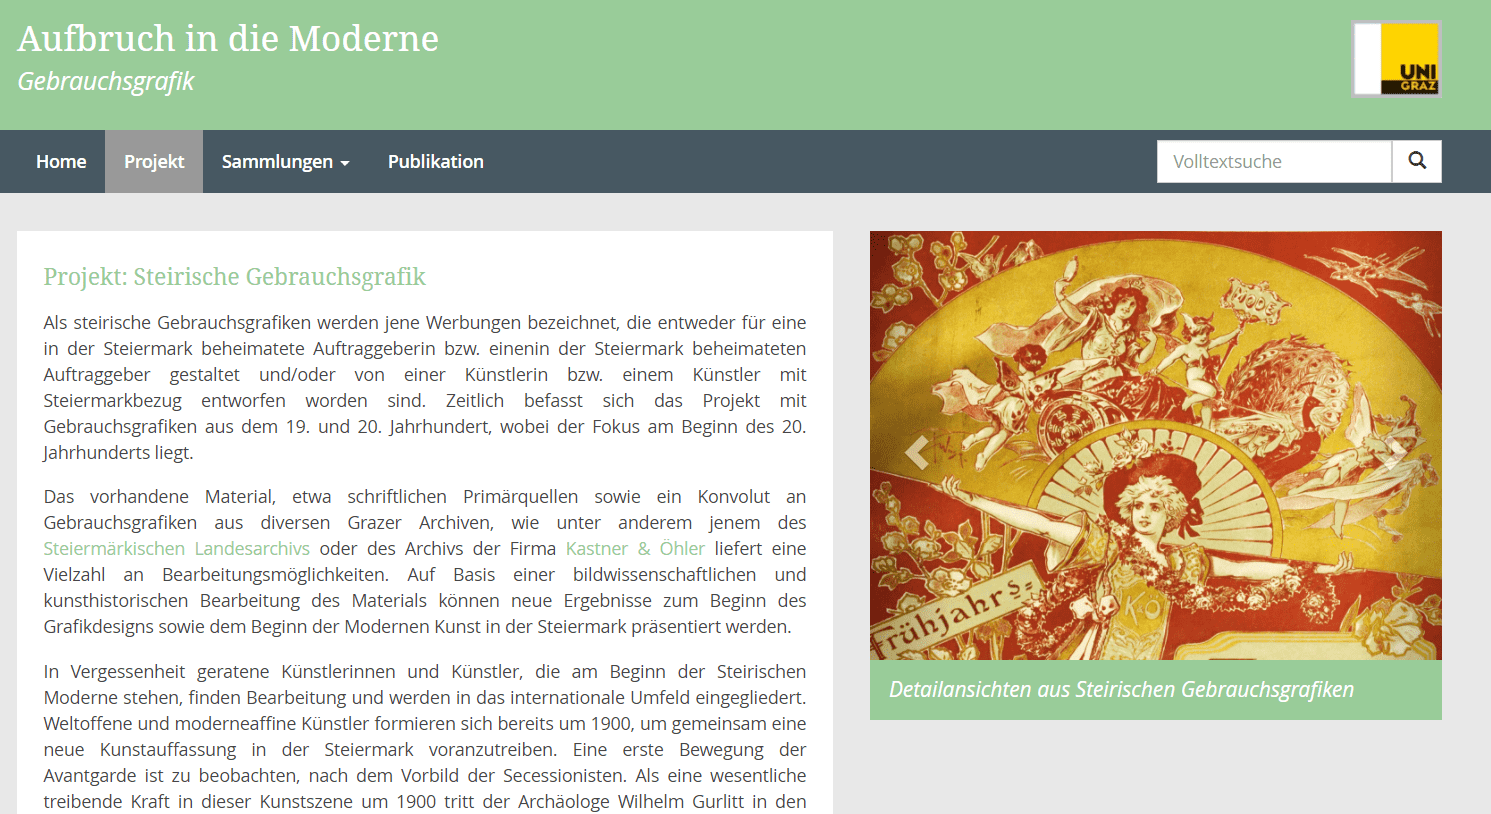 Aufbruch in die Moderne
Gebrauchsgrafik
UNI
GRAZ
Home Projekt Sammlungen Publikation Volltextsuche
Projekt: Steirische Gebrauchsgrafik
Als steirische Gebrauchsgrafiken werden jene Werbungen bezeichnet, die entweder für eine
in der Steiermark beheimatete Auftraggeberin bzw. einenin der Steiermark beheimateten
Auftraggeber gestaltet und/oder von einer Künstlerin bzw. einem Künstler mit
Steiermarkbezug entworfen worden sind. Zeitlich befasst sich das Projekt mit
Gebrauchsgrafiken aus dem 19. und 20. Jahrhundert, wobei der Fokus am Beginn des 20.
Jahrhunderts liegt.
Das vorhandene Material, etwa schriftlichen Primärquellen sowie ein Konvolut an
Gebrauchsgrafiken aus diversen Grazer Archiven, wie unter anderem jenem des
Steiermärkischen Landesarchivs oder des Archivs der Firma Kastner & Öhler liefert eine
Vielzahl an Bearbeitungsmöglichkeiten. Auf Basis einer bildwissenschaftlichen und
kunsthistorischen Bearbeitung des Materials können neue Ergebnisse zum Beginn des
Grafikdesigns sowie dem Beginn der Modernen Kunst in der Steiermark präsentiert werden.
In Vergessenheit geratene Künstlerinnen und Künstler, die am Beginn der Steirischen
Moderne stehen, finden Bearbeitung und werden in das internationale Umfeld eingegliedert.
Weltoffene und moderneaffine Künstler formieren sich bereits um 1900, um gemeinsam eine
neue Kunstauffassung in der Steiermark voranzutreiben. Eine erste Bewegung der
Avantgarde ist zu beobachten, nach dem Vorbild der Secessionisten. Als eine wesentliche
treibende Kraft in dieser Kunstszene um 1900 tritt der Archäologe Wilhelm Gurlitt in den
Frühjahrs-
KÖ
Detailansichten aus Steirischen Gebrauchsgrafiken